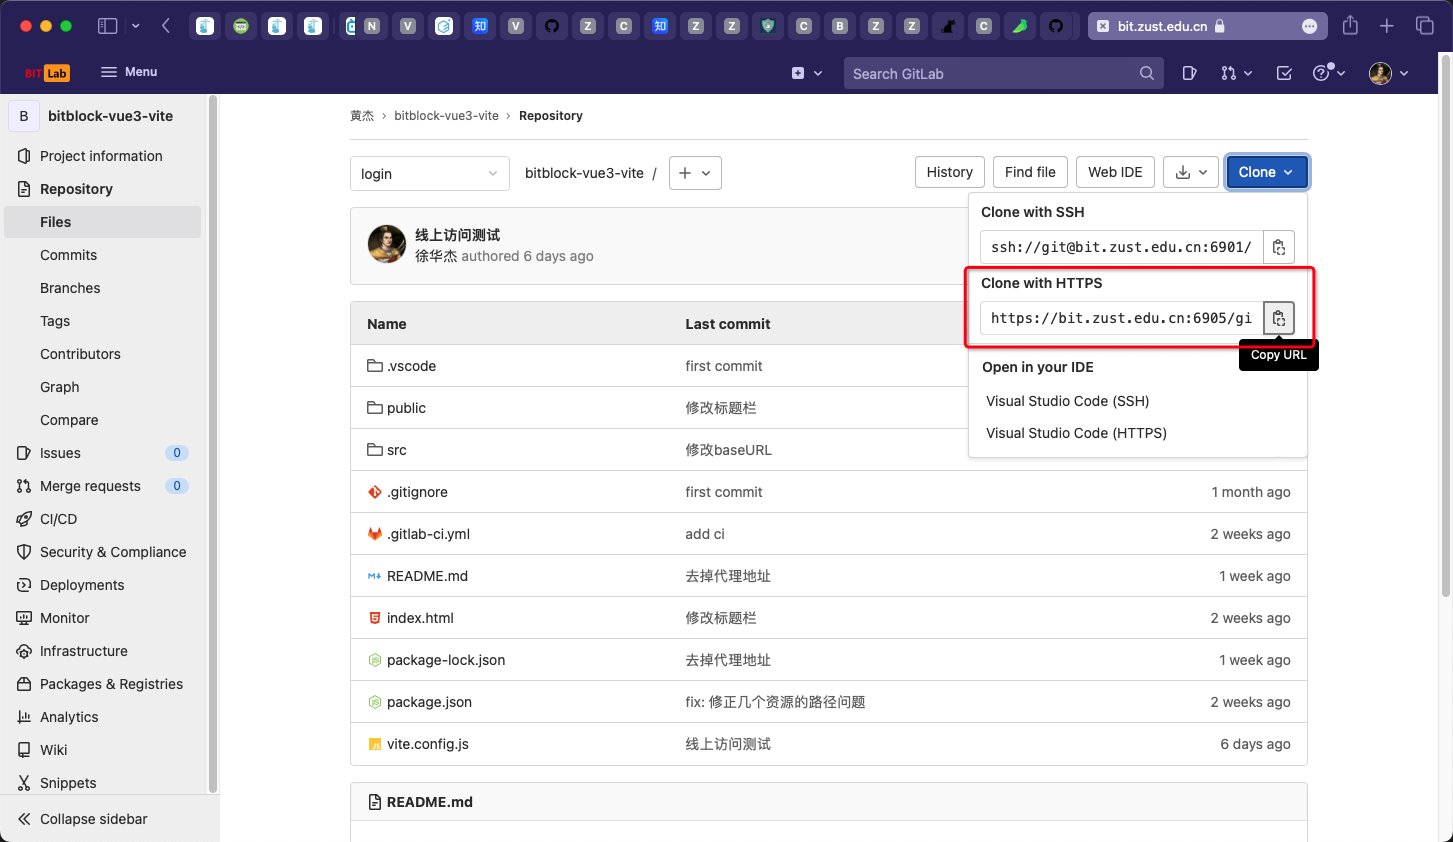 N V 知 V Z C 知 Z Z C B Z Z C bit.zust.edu.cn
BIT Lab Menu Search GitLab
B bitblock-vue3-vite
Project information
Repository
Files
Commits
Branches
Tags
Contributors
Graph
Compare
Issues 0
Merge requests 0
CI/CD
Security & Compliance
Deployments
Monitor
Infrastructure
Packages & Registries
Analytics
Wiki
Snippets
Collapse sidebar
黄杰 › bitblock-vue3-vite › Repository
login bitblock-vue3-vite / History Find file Web IDE Clone
线上访问测试
徐华杰 authored 6 days ago
Clone with SSH
ssh://git@bit.zust.edu.cn:6901/
Clone with HTTPS
https://bit.zust.edu.cn:6905/gi
Copy URL
Open in your IDE
Visual Studio Code (SSH)
Visual Studio Code (HTTPS)
Name Last commit
.vscode first commit
public 修改标题栏
src 修改baseURL
.gitignore first commit 1 month ago
.gitlab-ci.yml add ci 2 weeks ago
README.md 去掉代理地址 1 week ago
index.html 修改标题栏 2 weeks ago
package-lock.json 去掉代理地址 1 week ago
package.json fix: 修正几个资源的路径问题 2 weeks ago
vite.config.js 线上访问测试 6 days ago
README.md